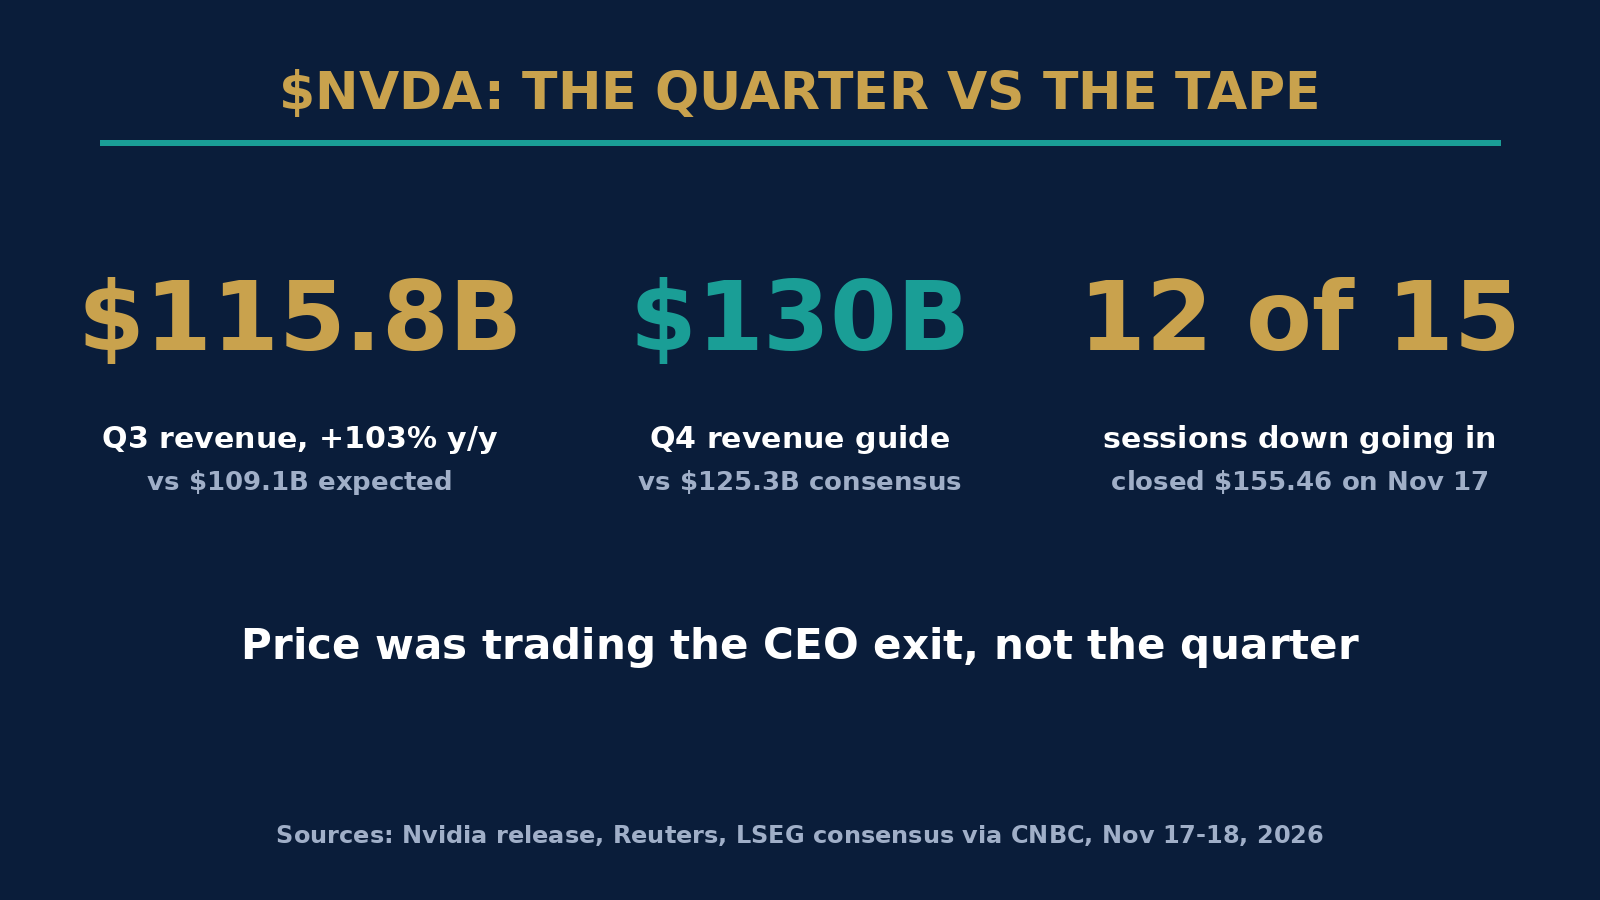 $NVDA: THE QUARTER VS THE TAPE
$115.8B
Q3 revenue, +103% y/y
vs $109.1B expected
$130B
Q4 revenue guide
vs $125.3B consensus
12 of 15
sessions down going in
closed $155.46 on Nov 17
Price was trading the CEO exit, not the quarter
Sources: Nvidia release, Reuters, LSEG consensus via CNBC, Nov 17-18, 2026